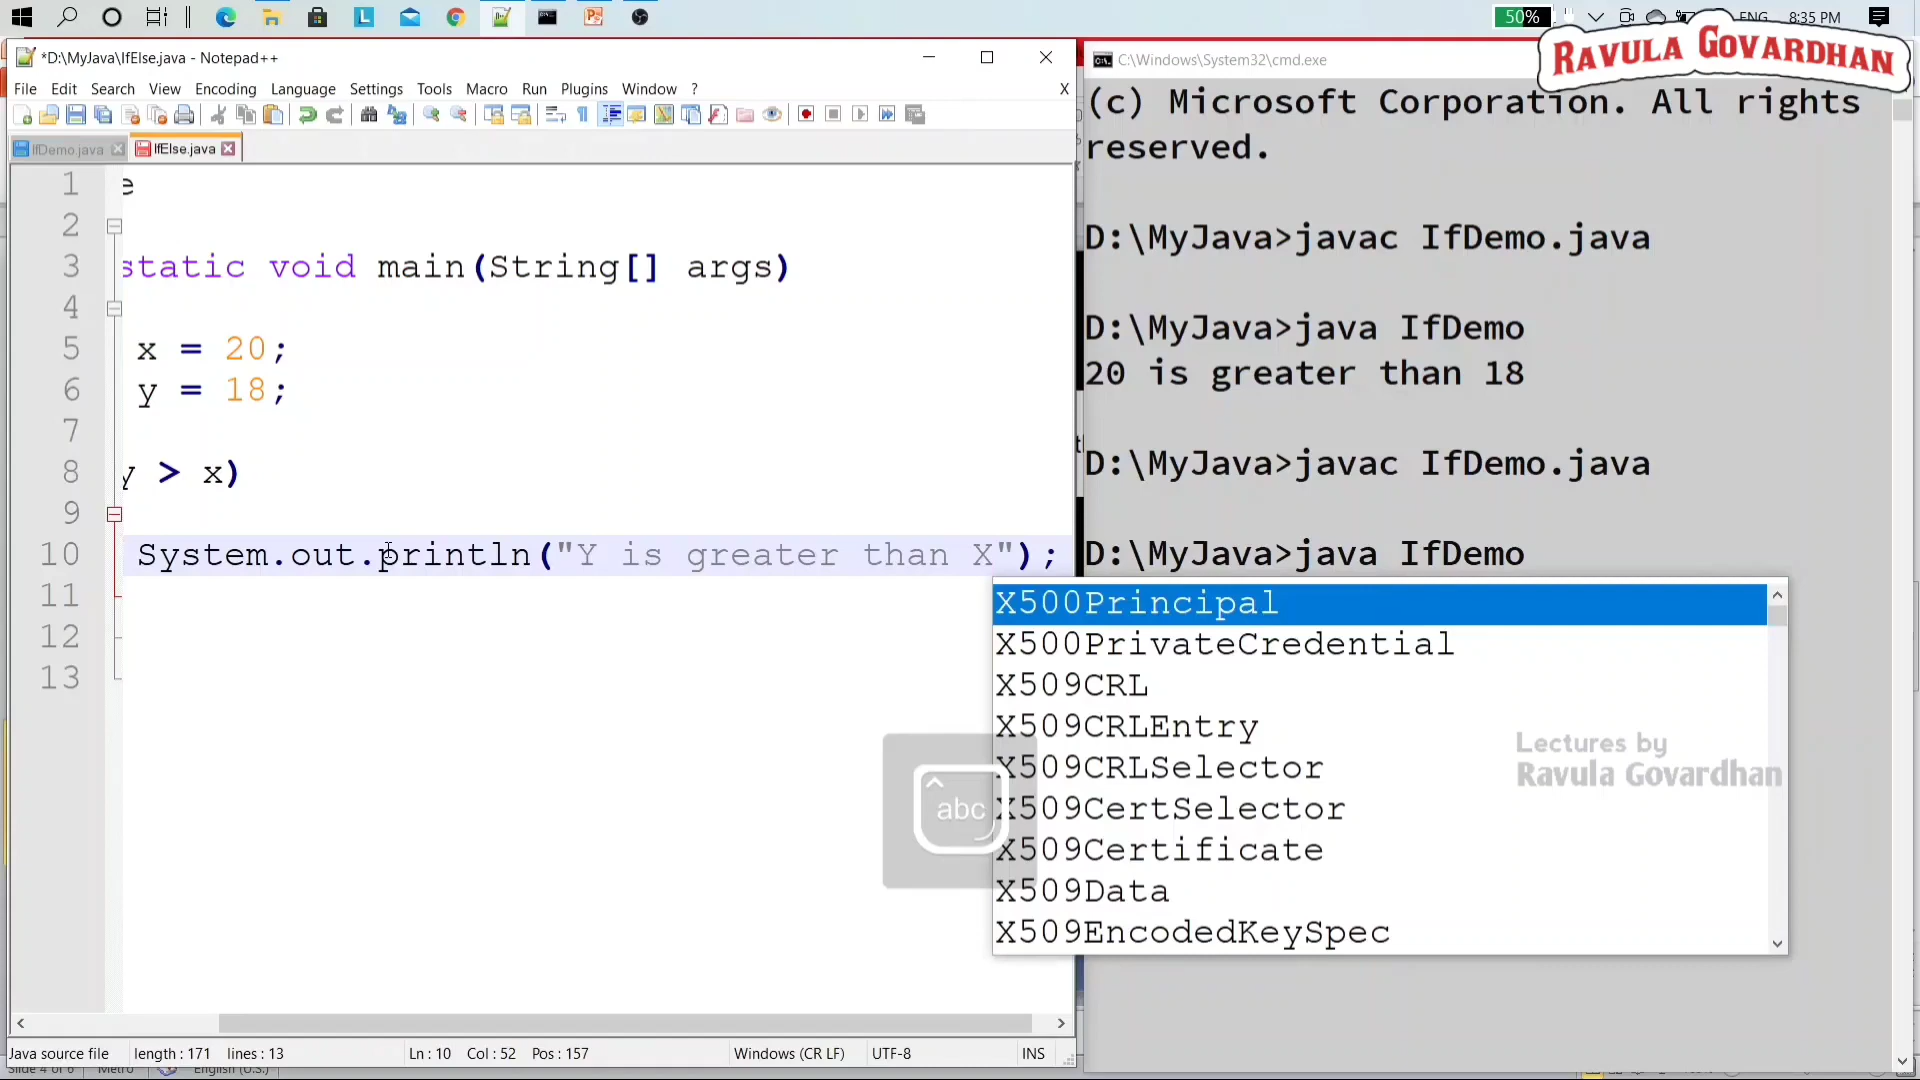 50%
ENG
8:35 PM
RAVULA GOVARDHAN
*D:\MyJava\IfElse.java - Notepad++
File Edit Search View Encoding Language Settings Tools Macro Run Plugins Window ?
X
IfDemo.java
IfElse.java
1 e
2
3 static void main(String[] args)
4
5 x = 20;
6 y = 18;
7
8 y > x)
9
10 System.out.println("Y is greater than X");
11
12
13
Java source file length : 171 lines : 13 Ln : 10 Col : 52 Pos : 157 Windows (CR LF) UTF-8 INS
Slide 4 of 6 Metro English (U.S.)
C:\Windows\System32\cmd.exe
(c) Microsoft Corporation. All rights
reserved.
D:\MyJava>javac IfDemo.java
D:\MyJava>java IfDemo
20 is greater than 18
D:\MyJava>javac IfDemo.java
D:\MyJava>java IfDemo
X500Principal
X500PrivateCredential
X509CRL
X509CRLEntry
X509CRLSelector
X509CertSelector
X509Certificate
X509Data
X509EncodedKeySpec
abc
Lectures by
Ravula Govardhan